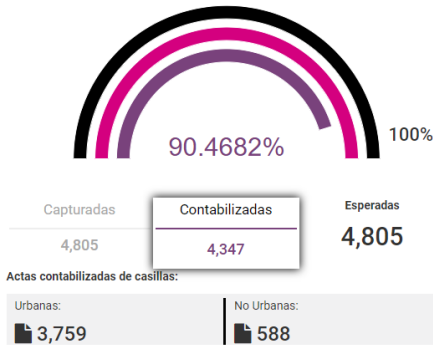 90.4682%
100%
Capturadas
4,805
Contabilizadas
4,347
Esperadas
4,805
Actas contabilizadas de casillas:
Urbanas:
3,759
No Urbanas:
588